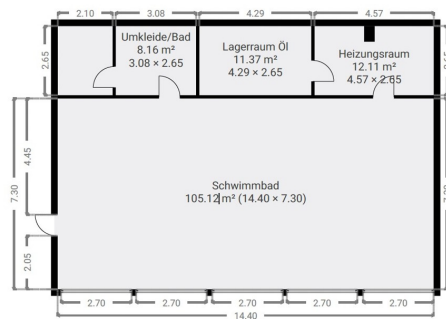 2.10 3.08 4.29 4.57
2.65
Umkleide/Bad
8.16 m²
3.08 × 2.65
Lagerraum Öl
11.37 m²
4.29 × 2.65
Heizungsraum
12.11 m²
4.57 × 2.65
7.30
4.45
2.05
Schwimmbad
105.12 m² (14.40 × 7.30)
2.70 2.70 2.70 2.70 2.70
14.40